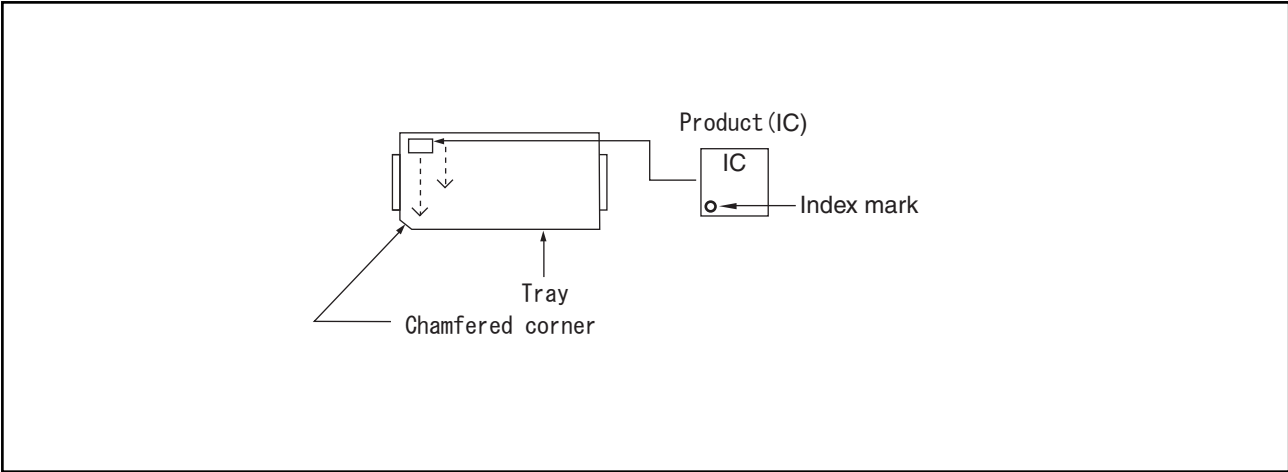 Product(IC)
IC
Index mark
Tray
Chamfered corner